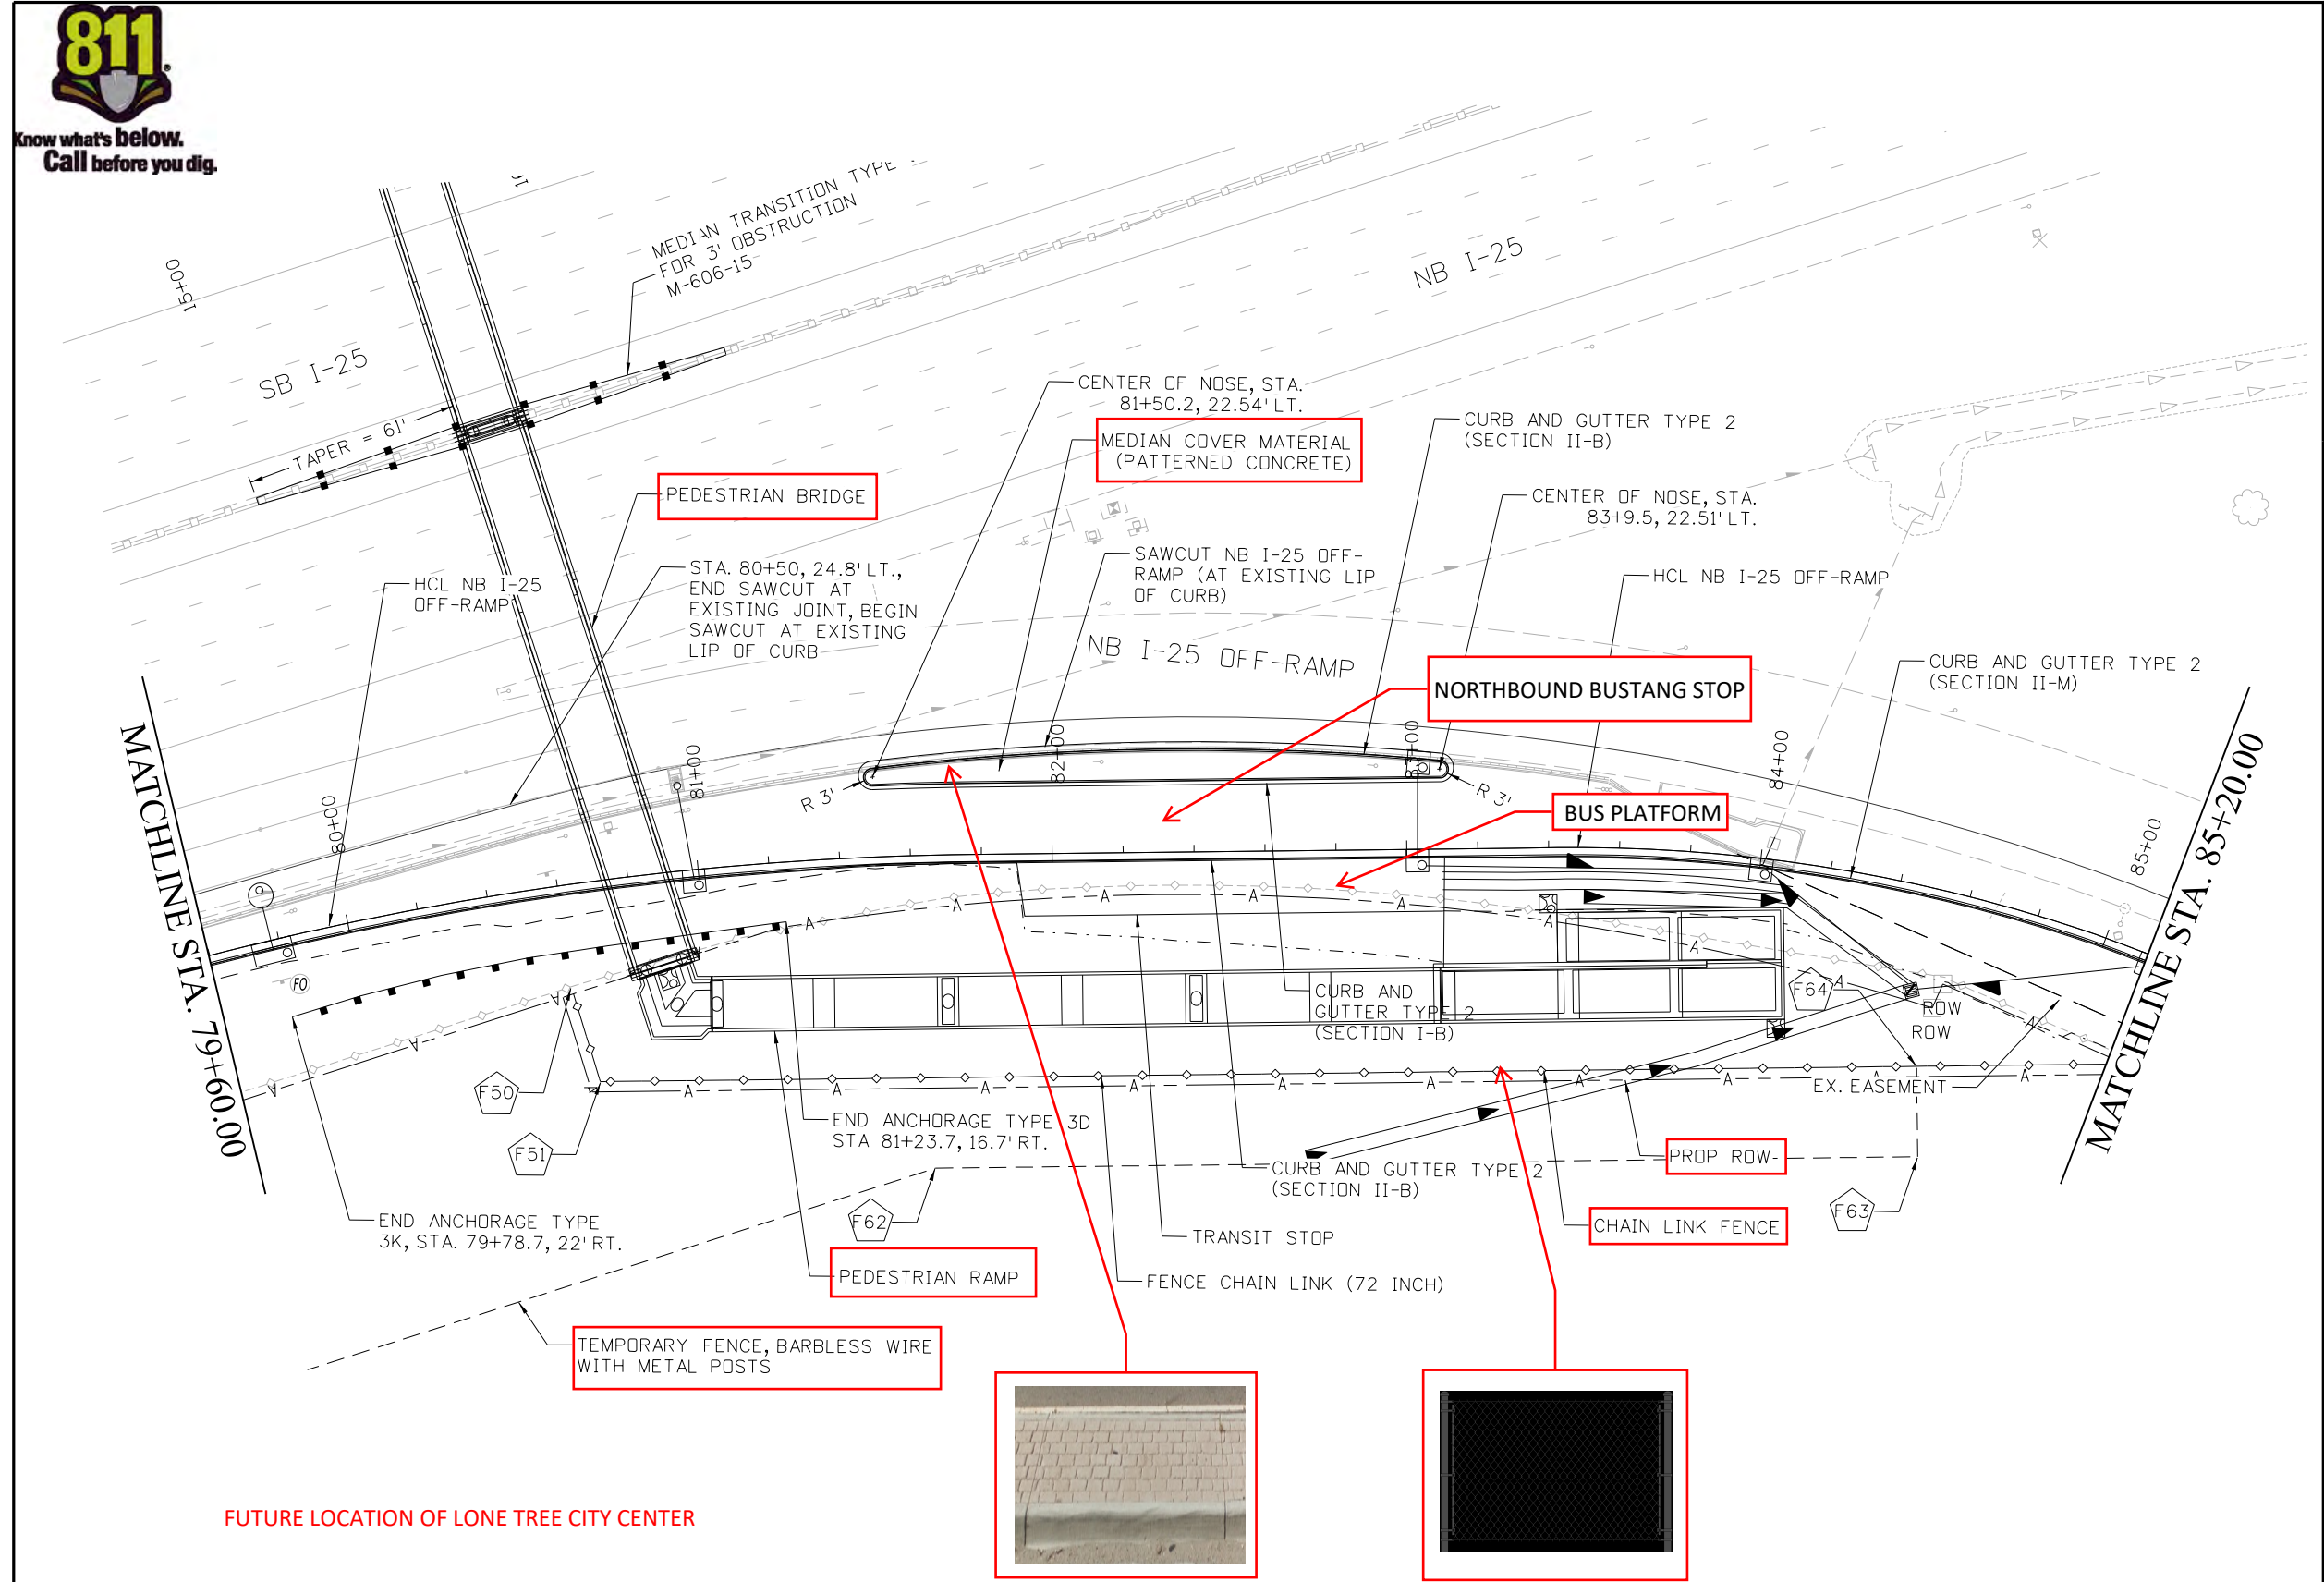 811
Know what's below.
Call before you dig.
15+00
SB I-25
TAPER = 61'
MEDIAN TRANSITION TYPE
FOR 3' OBSTRUCTION
M-606-15
NB I-25
CENTER OF NOSE, STA.
81+50.2, 22.54' LT.
MEDIAN COVER MATERIAL
(PATTERNED CONCRETE)
CURB AND GUTTER TYPE 2
(SECTION II-B)
PEDESTRIAN BRIDGE
CENTER OF NOSE, STA.
83+9.5, 22.51' LT.
SAWCUT NB I-25 OFF-
RAMP (AT EXISTING LIP
OF CURB)
STA. 80+50, 24.8' LT.,
END SAWCUT AT
EXISTING JOINT, BEGIN
SAWCUT AT EXISTING
LIP OF CURB
HCL NB I-25
OFF-RAMP
HCL NB I-25 OFF-RAMP
NB I-25 OFF-RAMP
NORTHBOUND BUSTANG STOP
CURB AND GUTTER TYPE 2
(SECTION II-M)
MATCHLINE STA. 79+60.00
80+00
81+00
82+00
84+00
85+00
MATCHLINE STA. 85+20.00
R 3'
R 3'
BUS PLATFORM
FO
CURB AND
GUTTER TYPE 2
(SECTION I-B)
F64
ROW
ROW
EX. EASEMENT
F50
F51
END ANCHORAGE TYPE 3D
STA 81+23.7, 16.7' RT.
CURB AND GUTTER TYPE 2
(SECTION II-B)
PROP ROW
F62
F63
END ANCHORAGE TYPE
3K, STA. 79+78.7, 22' RT.
TRANSIT STOP
CHAIN LINK FENCE
PEDESTRIAN RAMP
FENCE CHAIN LINK (72 INCH)
TEMPORARY FENCE, BARBLESS WIRE
WITH METAL POSTS
FUTURE LOCATION OF LONE TREE CITY CENTER